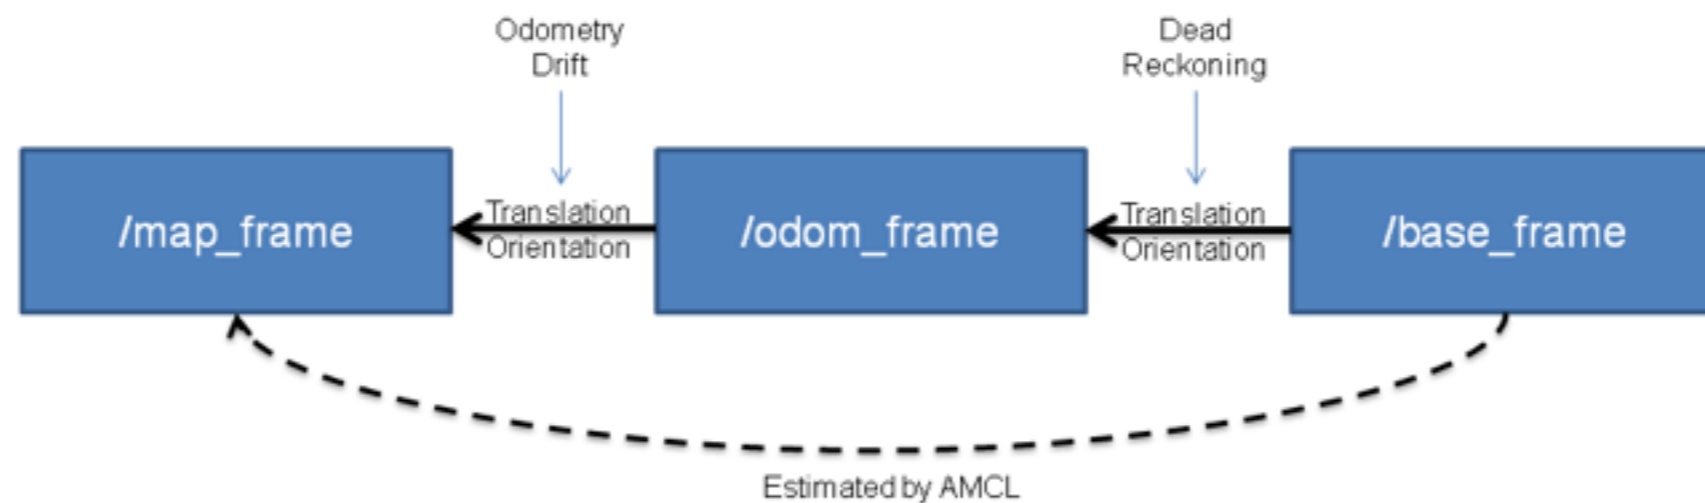 Odometry
Drift
Dead
Reckoning
/map_frame
Translation
Orientation
/odom_frame
Translation
Orientation
/base_frame
Estimated by AMCL